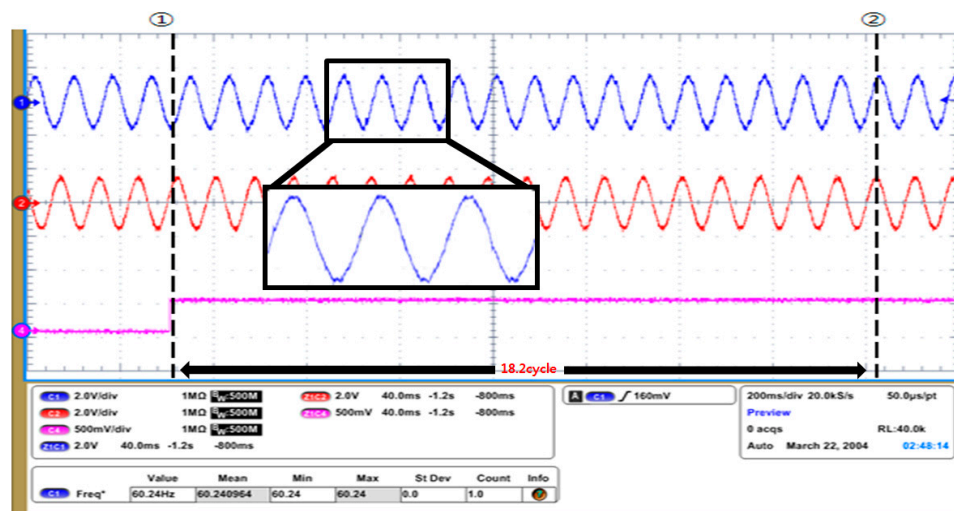 ① ②
1
2
4
18.2cycle
C1 2.0V/div 1MΩ BW:500M Z1C2 2.0V 40.0ms -1.2s -800ms
C2 2.0V/div 1MΩ BW:500M Z1C4 500mV 40.0ms -1.2s -800ms
C4 500mV/div 1MΩ BW:500M
Z1C1 2.0V 40.0ms -1.2s -800ms
A C1 160mV
200ms/div 20.0kS/s 50.0µs/pt
Preview
0 acqs RL:40.0k
Auto March 22, 2004 02:48:14
Value Mean Min Max St Dev Count Info
C1 Freq* 60.24Hz 60.240964 60.24 60.24 0.0 1.0